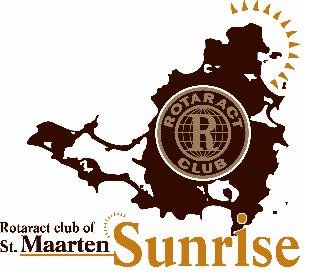 ROTARACT
R
CLUB
Rotaract club of
St. Maarten Sunrise